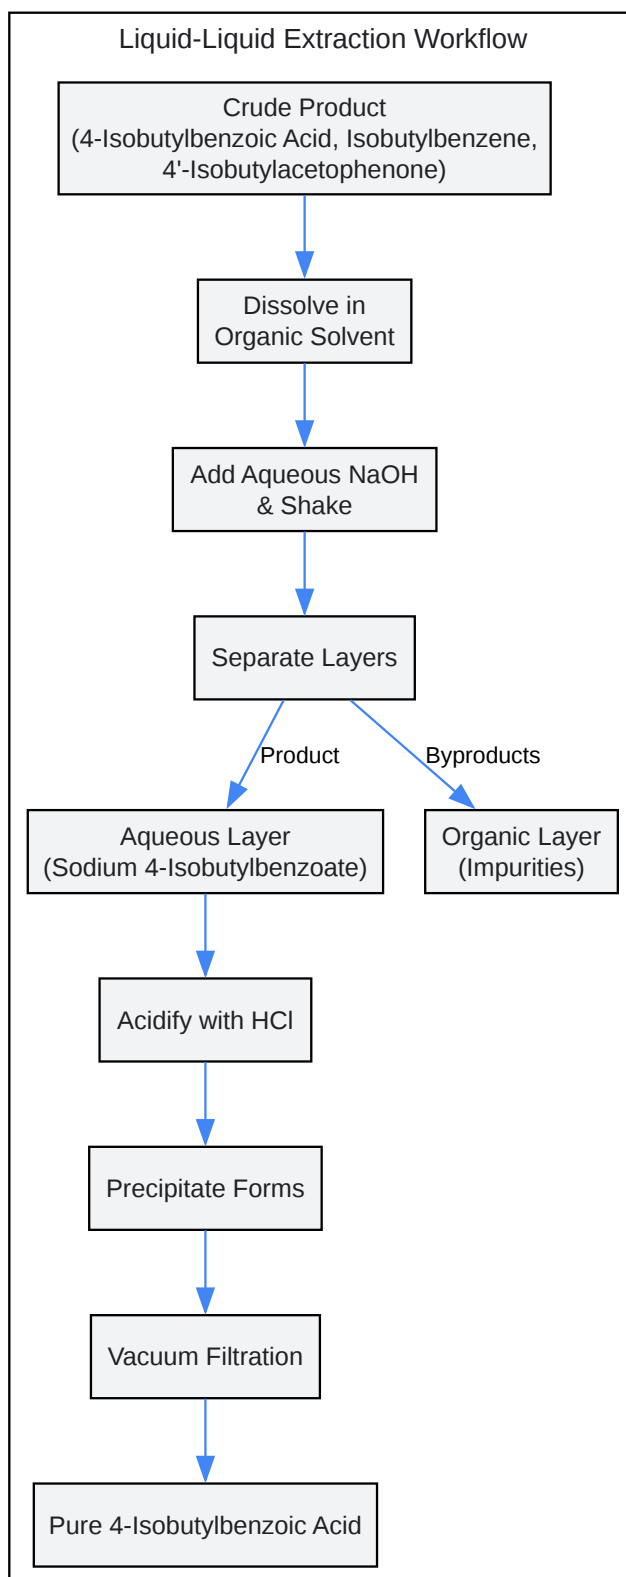 Liquid-Liquid Extraction Workflow
Crude Product
(4-Isobutylbenzoic Acid, Isobutylbenzene,
4'-Isobutylacetophenone)
Dissolve in
Organic Solvent
Add Aqueous NaOH
& Shake
Separate Layers
Product
Byproducts
Aqueous Layer
(Sodium 4-Isobutylbenzoate)
Organic Layer
(Impurities)
Acidify with HCl
Precipitate Forms
Vacuum Filtration
Pure 4-Isobutylbenzoic Acid